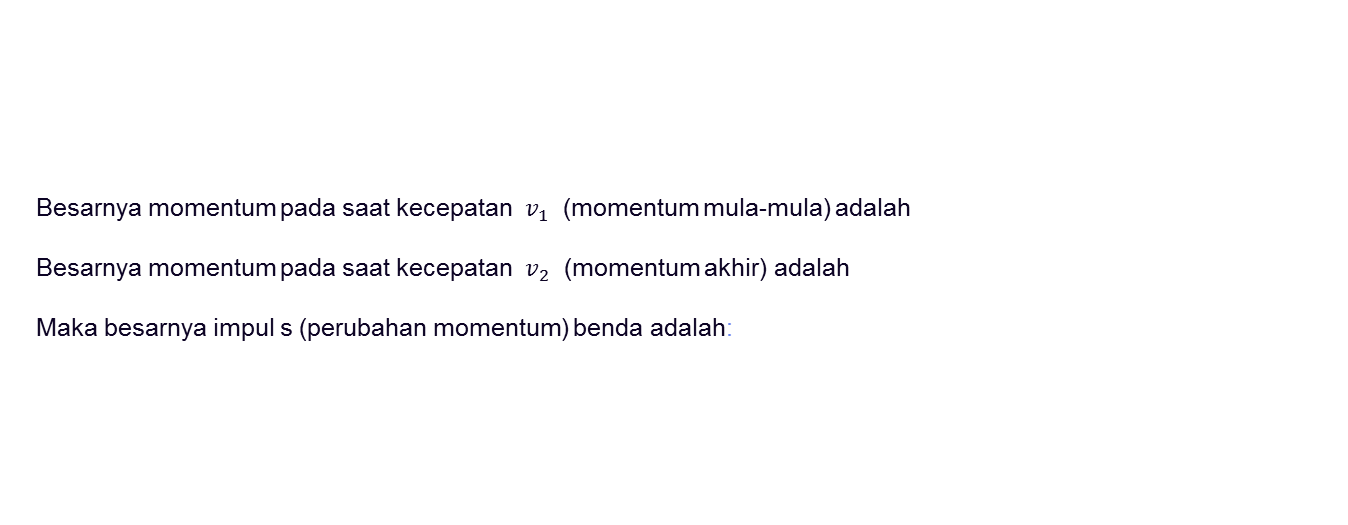 Besarnya momentum pada saat kecepatan v₁ (momentum mula-mula) adalah
Besarnya momentum pada saat kecepatan v₂ (momentum akhir) adalah
Maka besarnya impul s (perubahan momentum) benda adalah: